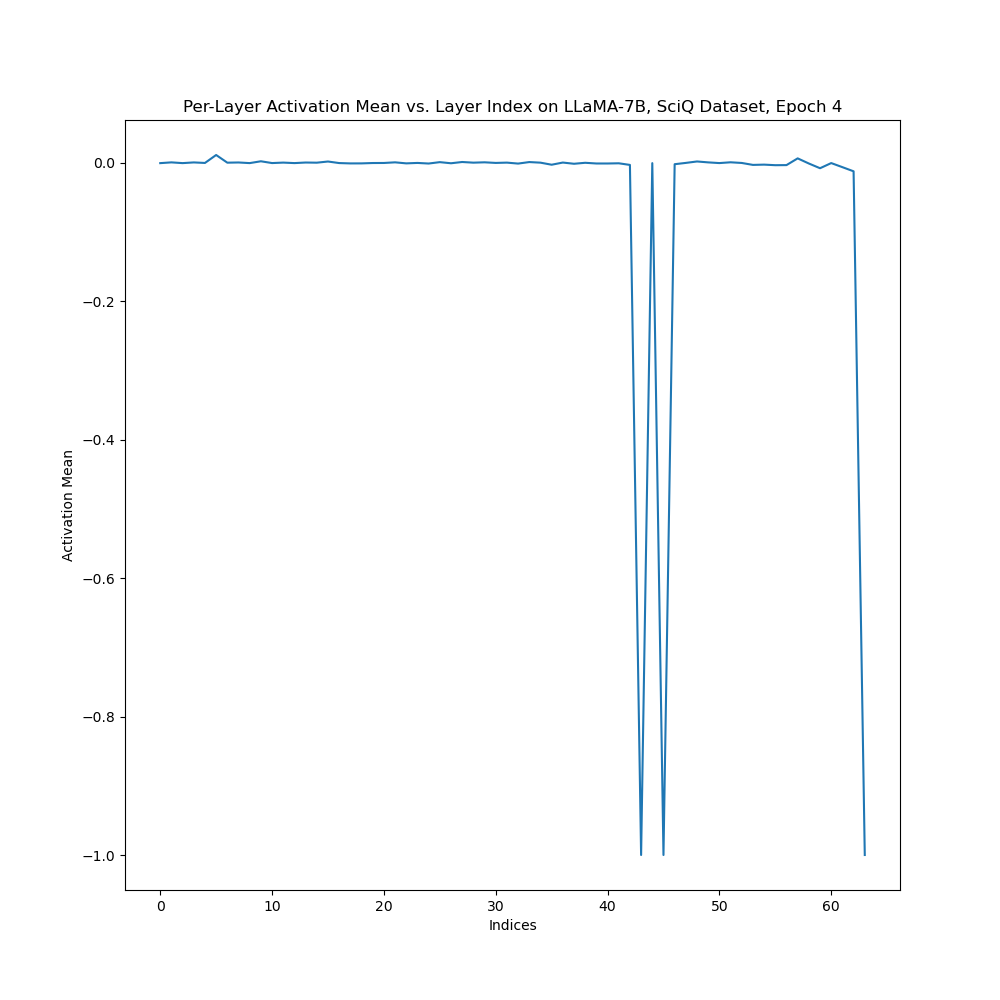 Per-Layer Activation Mean vs. Layer Index on LLaMA-7B, SciQ Dataset, Epoch 4
0.0
−0.2
−0.4
−0.6
−0.8
−1.0
Activation Mean
0 10 20 30 40 50 60
Indices